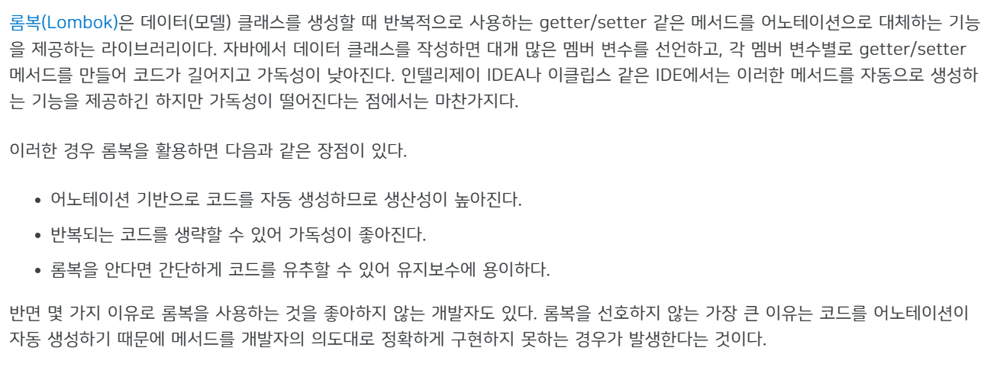 롬복(Lombok)은 데이터(모델) 클래스를 생성할 때 반복적으로 사용하는 getter/setter 같은 메서드를 어노테이션으로 대체하는 기능
을 제공하는 라이브러리이다. 자바에서 데이터 클래스를 작성하면 대개 많은 멤버 변수를 선언하고, 각 멤버 변수별로 getter/setter
메서드를 만들어 코드가 길어지고 가독성이 낮아진다. 인텔리제이 IDEA나 이클립스 같은 IDE에서는 이러한 메서드를 자동으로 생성하
는 기능을 제공하긴 하지만 가독성이 떨어진다는 점에서는 마찬가지다.
이러한 경우 롬복을 활용하면 다음과 같은 장점이 있다.
• 어노테이션 기반으로 코드를 자동 생성하므로 생산성이 높아진다.
• 반복되는 코드를 생략할 수 있어 가독성이 좋아진다.
• 롬복을 안다면 간단하게 코드를 유추할 수 있어 유지보수에 용이하다.
반면 몇 가지 이유로 롬복을 사용하는 것을 좋아하지 않는 개발자도 있다. 롬복을 선호하지 않는 가장 큰 이유는 코드를 어노테이션이
자동 생성하기 때문에 메서드를 개발자의 의도대로 정확하게 구현하지 못하는 경우가 발생한다는 것이다.